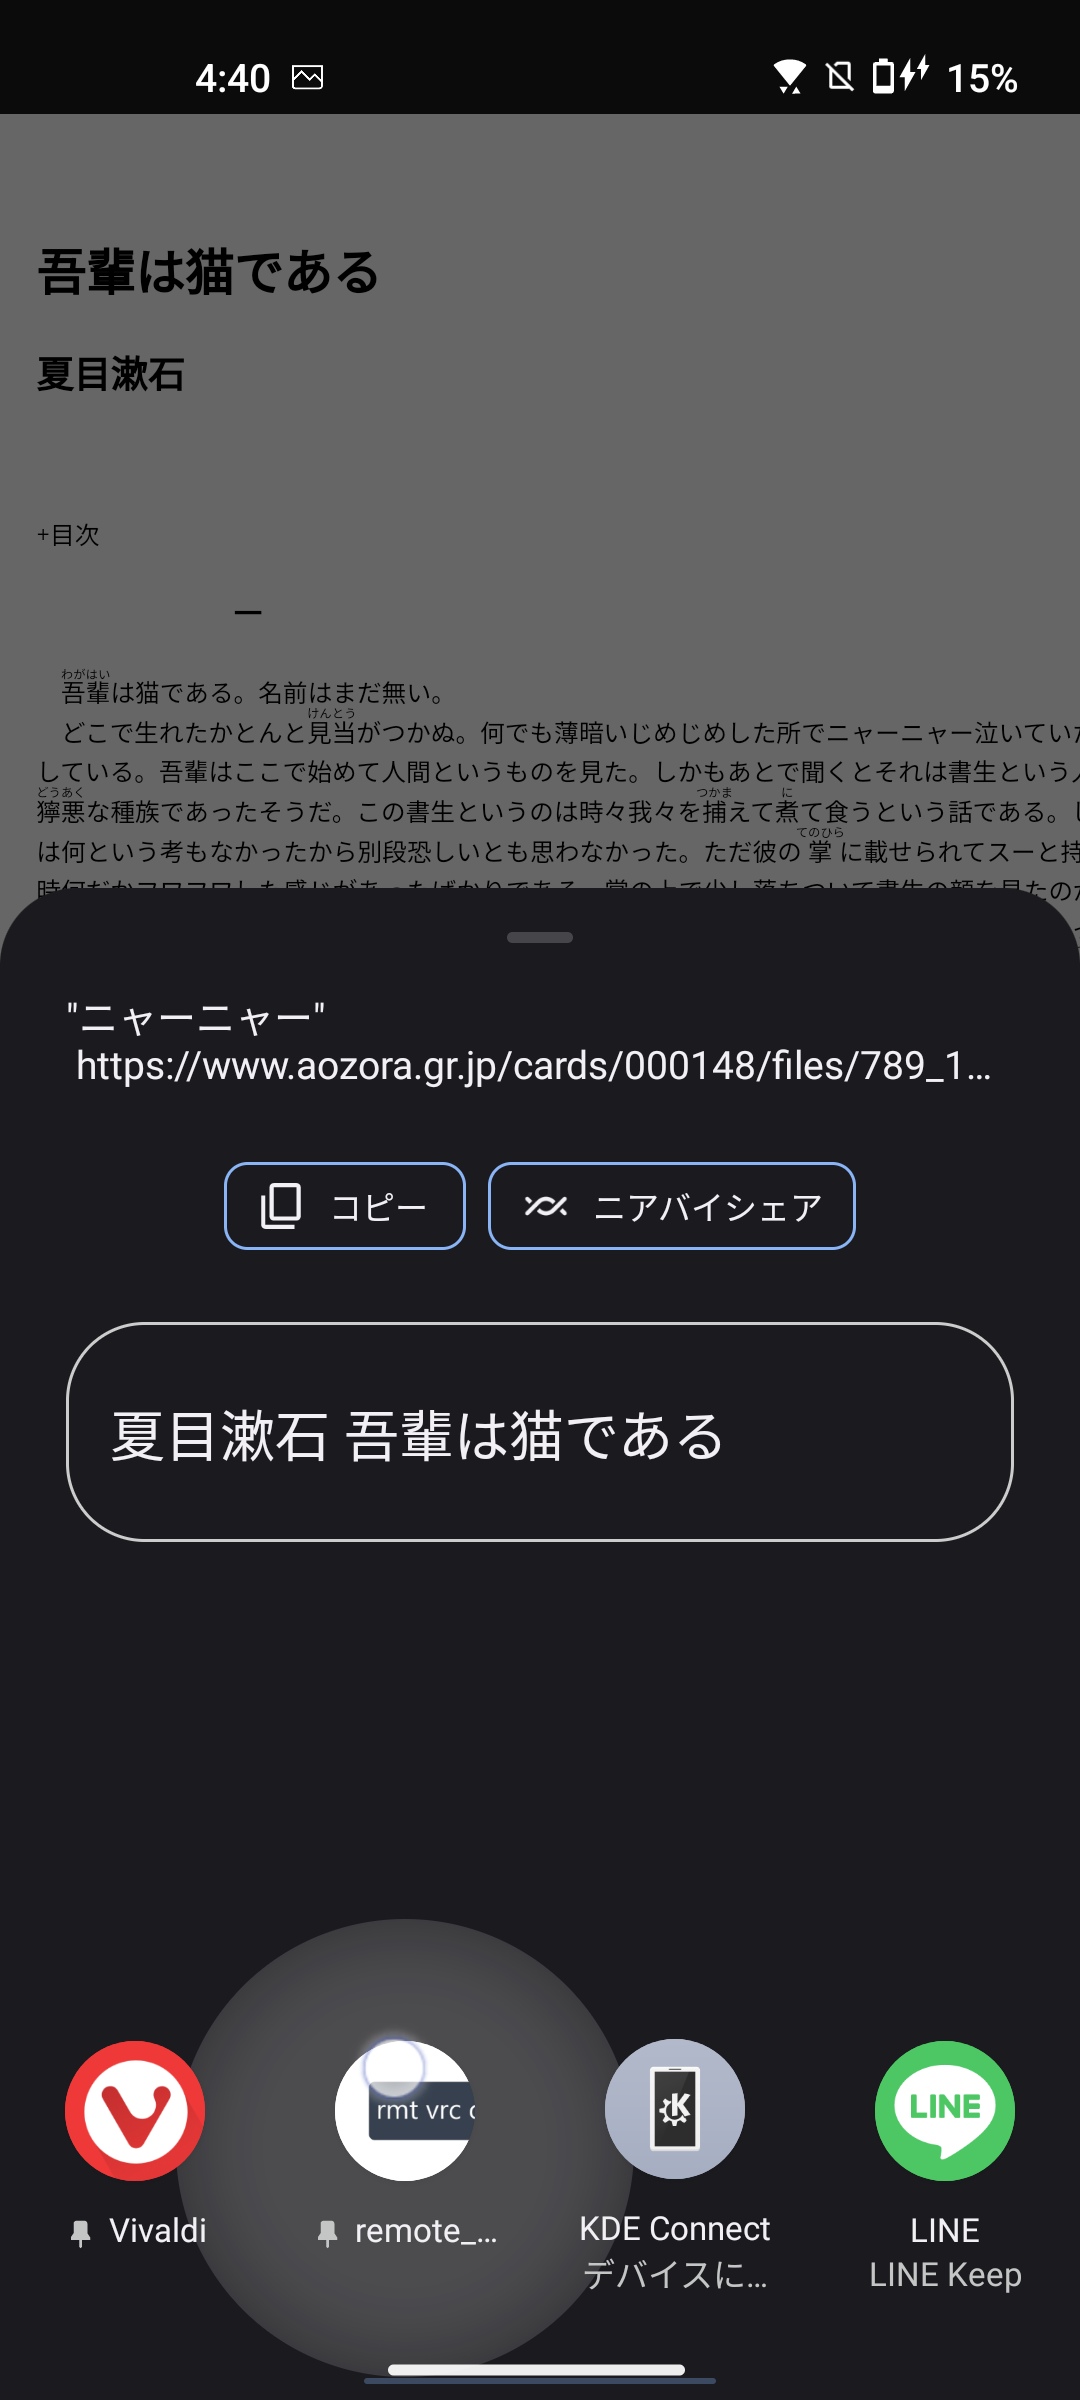 4:40 15%
吾輩は猫である
夏目漱石
+目次
一
わがはい
吾輩は猫である。名前はまだ無い。
けんとう
どこで生れたかとんと見当がつかぬ。何でも薄暗いじめじめした所でニャーニャー泣いてい
している。吾輩はここで始めて人間というものを見た。しかもあとで聞くとそれは書生という
どうあく つかま に
獰悪な種族であったそうだ。この書生というのは時々我々を捕えて煮て食うという話である。
てのひら
は何という考もなかったから別段恐しいとも思わなかった。ただ彼の掌に載せられてスーと持
"ニャーニャー"
https://www.aozora.gr.jp/cards/000148/files/789_1...
コピー ニアバイシェア
夏目漱石 吾輩は猫である
rmt vrc
LINE
Vivaldi remote_... KDE Connect LINE
デバイスに... LINE Keep